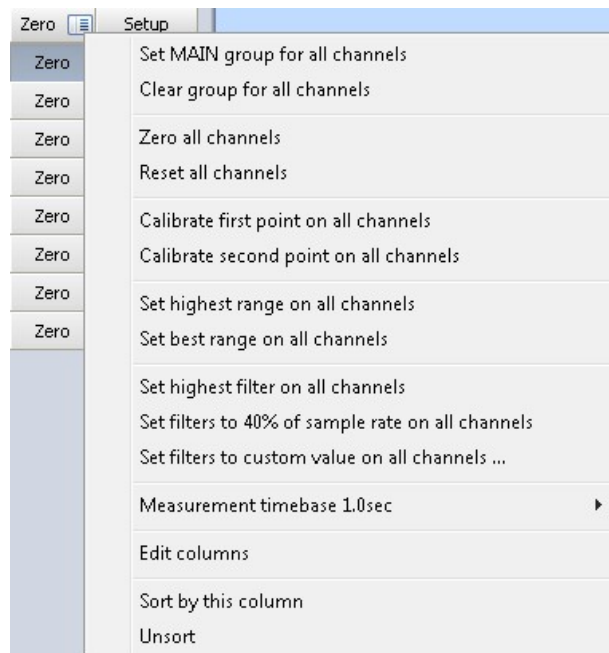 Zero Setup
Zero
Zero
Zero
Zero
Zero
Zero
Zero
Zero
Set MAIN group for all channels
Clear group for all channels
Zero all channels
Reset all channels
Calibrate first point on all channels
Calibrate second point on all channels
Set highest range on all channels
Set best range on all channels
Set highest filter on all channels
Set filters to 40% of sample rate on all channels
Set filters to custom value on all channels ...
Measurement timebase 1.0sec
Edit columns
Sort by this column
Unsort